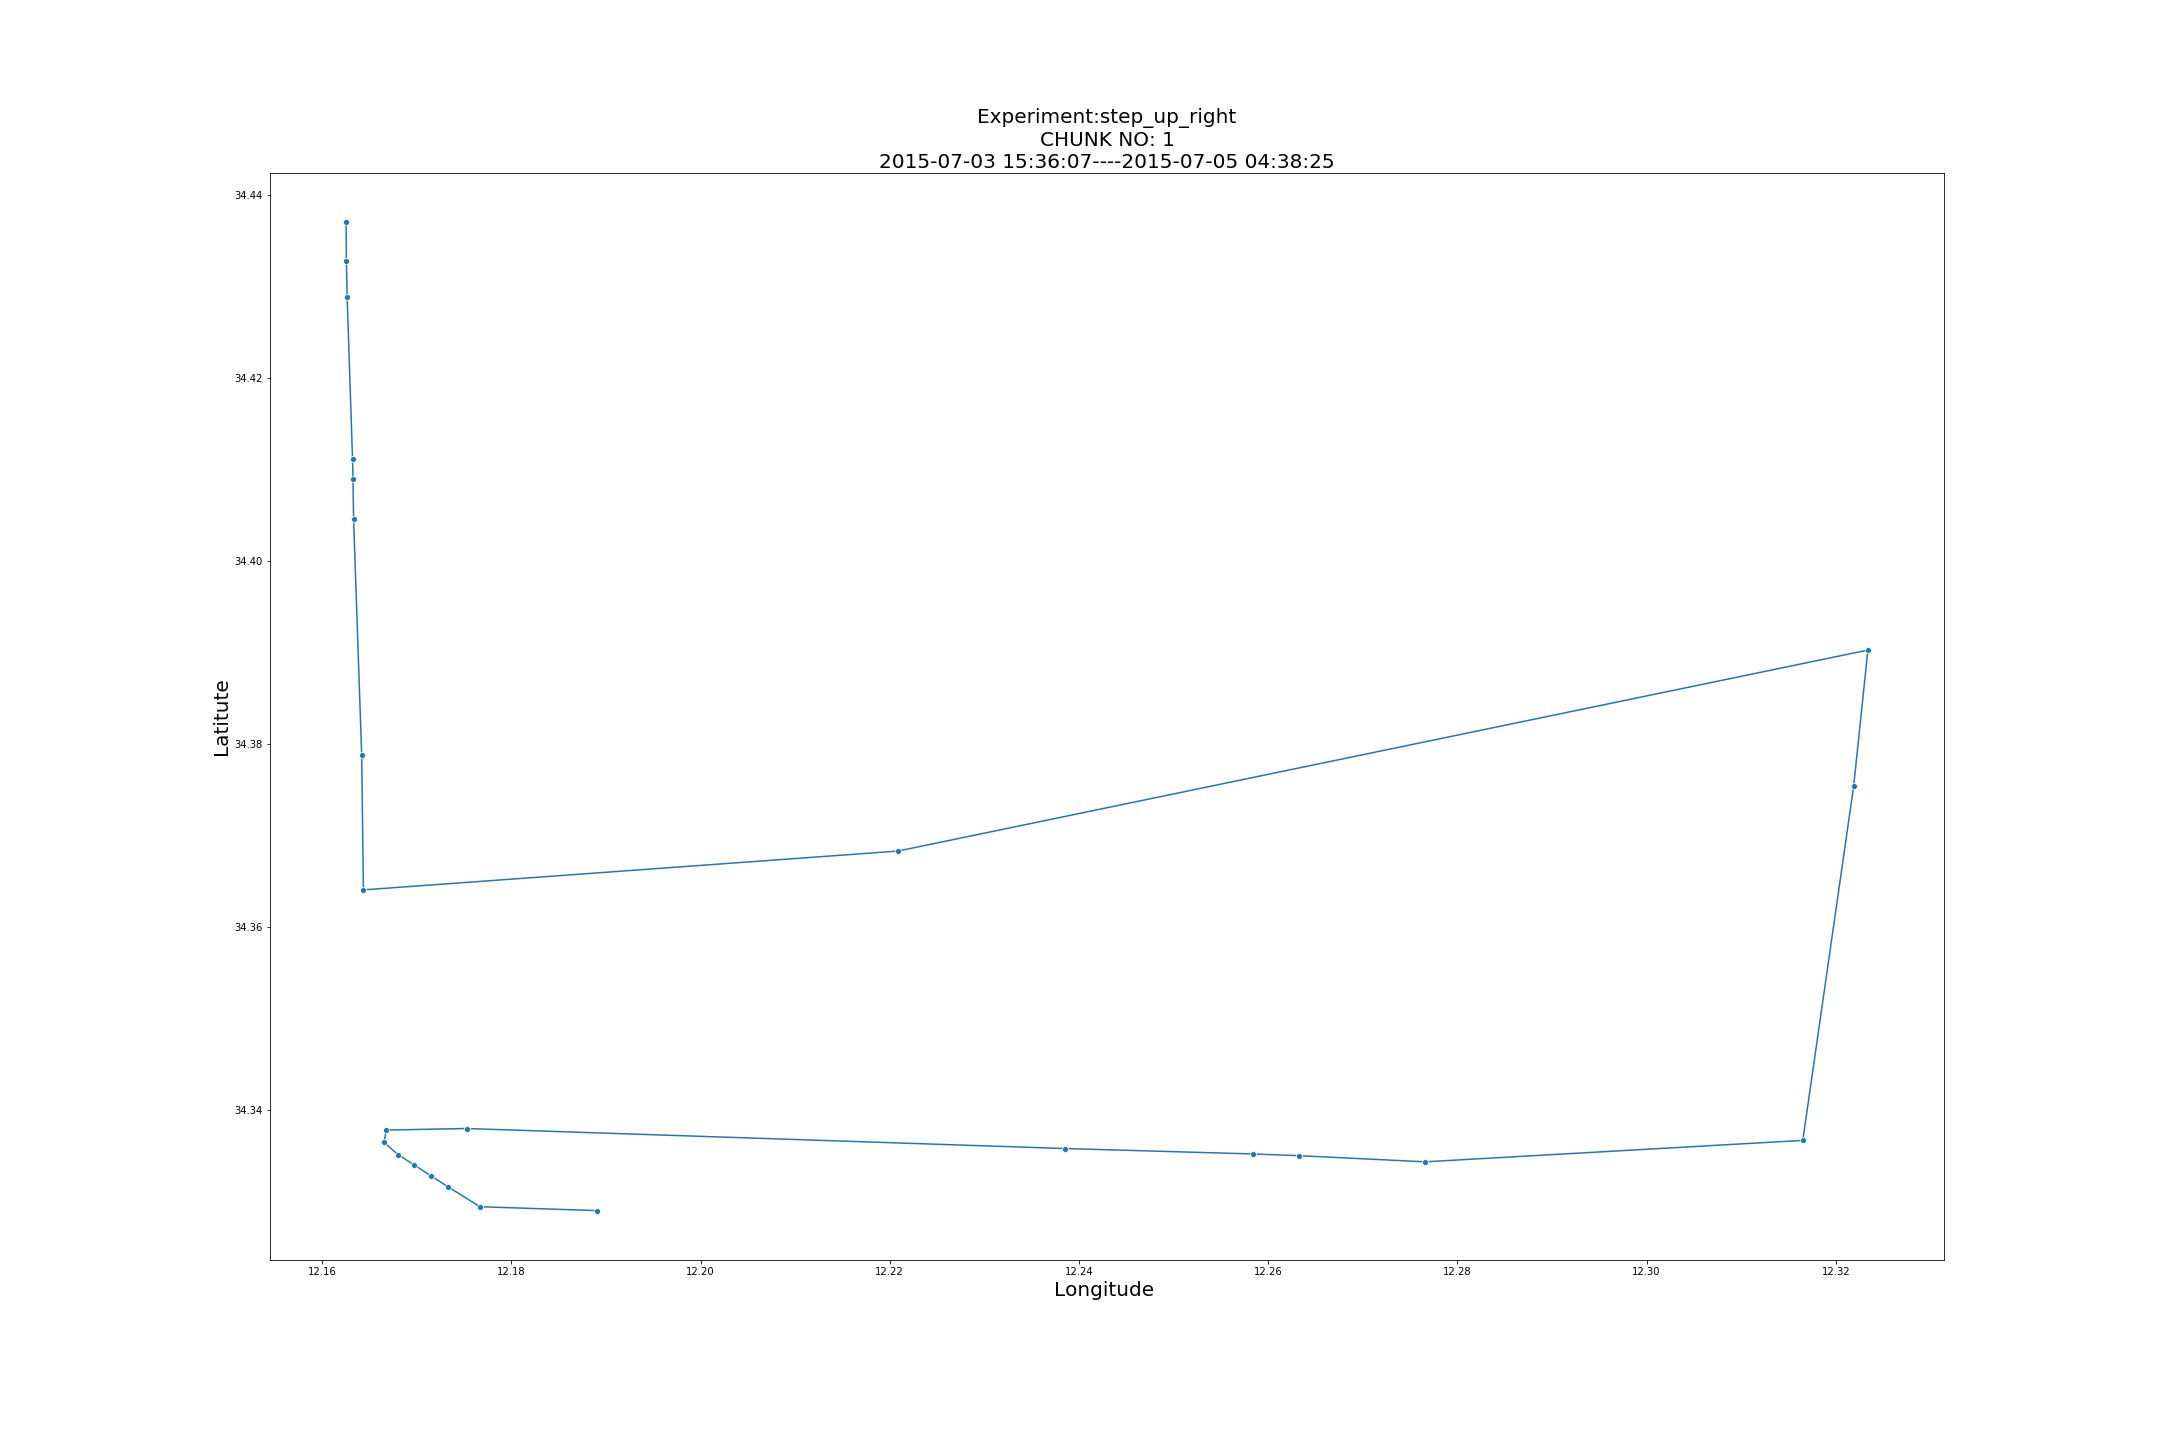 Experiment:step_up_right
CHUNK NO: 1
2015-07-03 15:36:07----2015-07-05 04:38:25
34.44
34.42
34.40
34.38
34.36
34.34
Latitute
12.16 12.18 12.20 12.22 12.24 12.26 12.28 12.30 12.32
Longitude